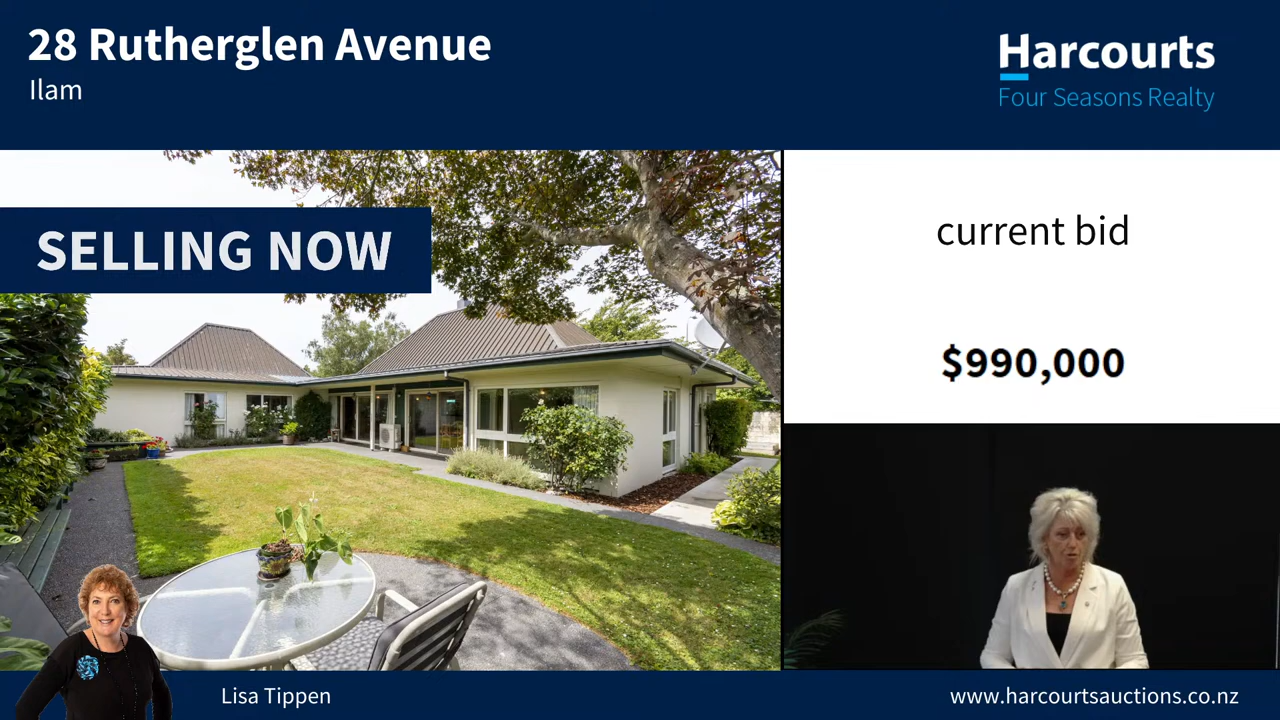 28 Rutherglen Avenue
Ilam
Harcourts
Four Seasons Realty
SELLING NOW
current bid
$990,000
Lisa Tippen
www.harcourtsauctions.co.nz